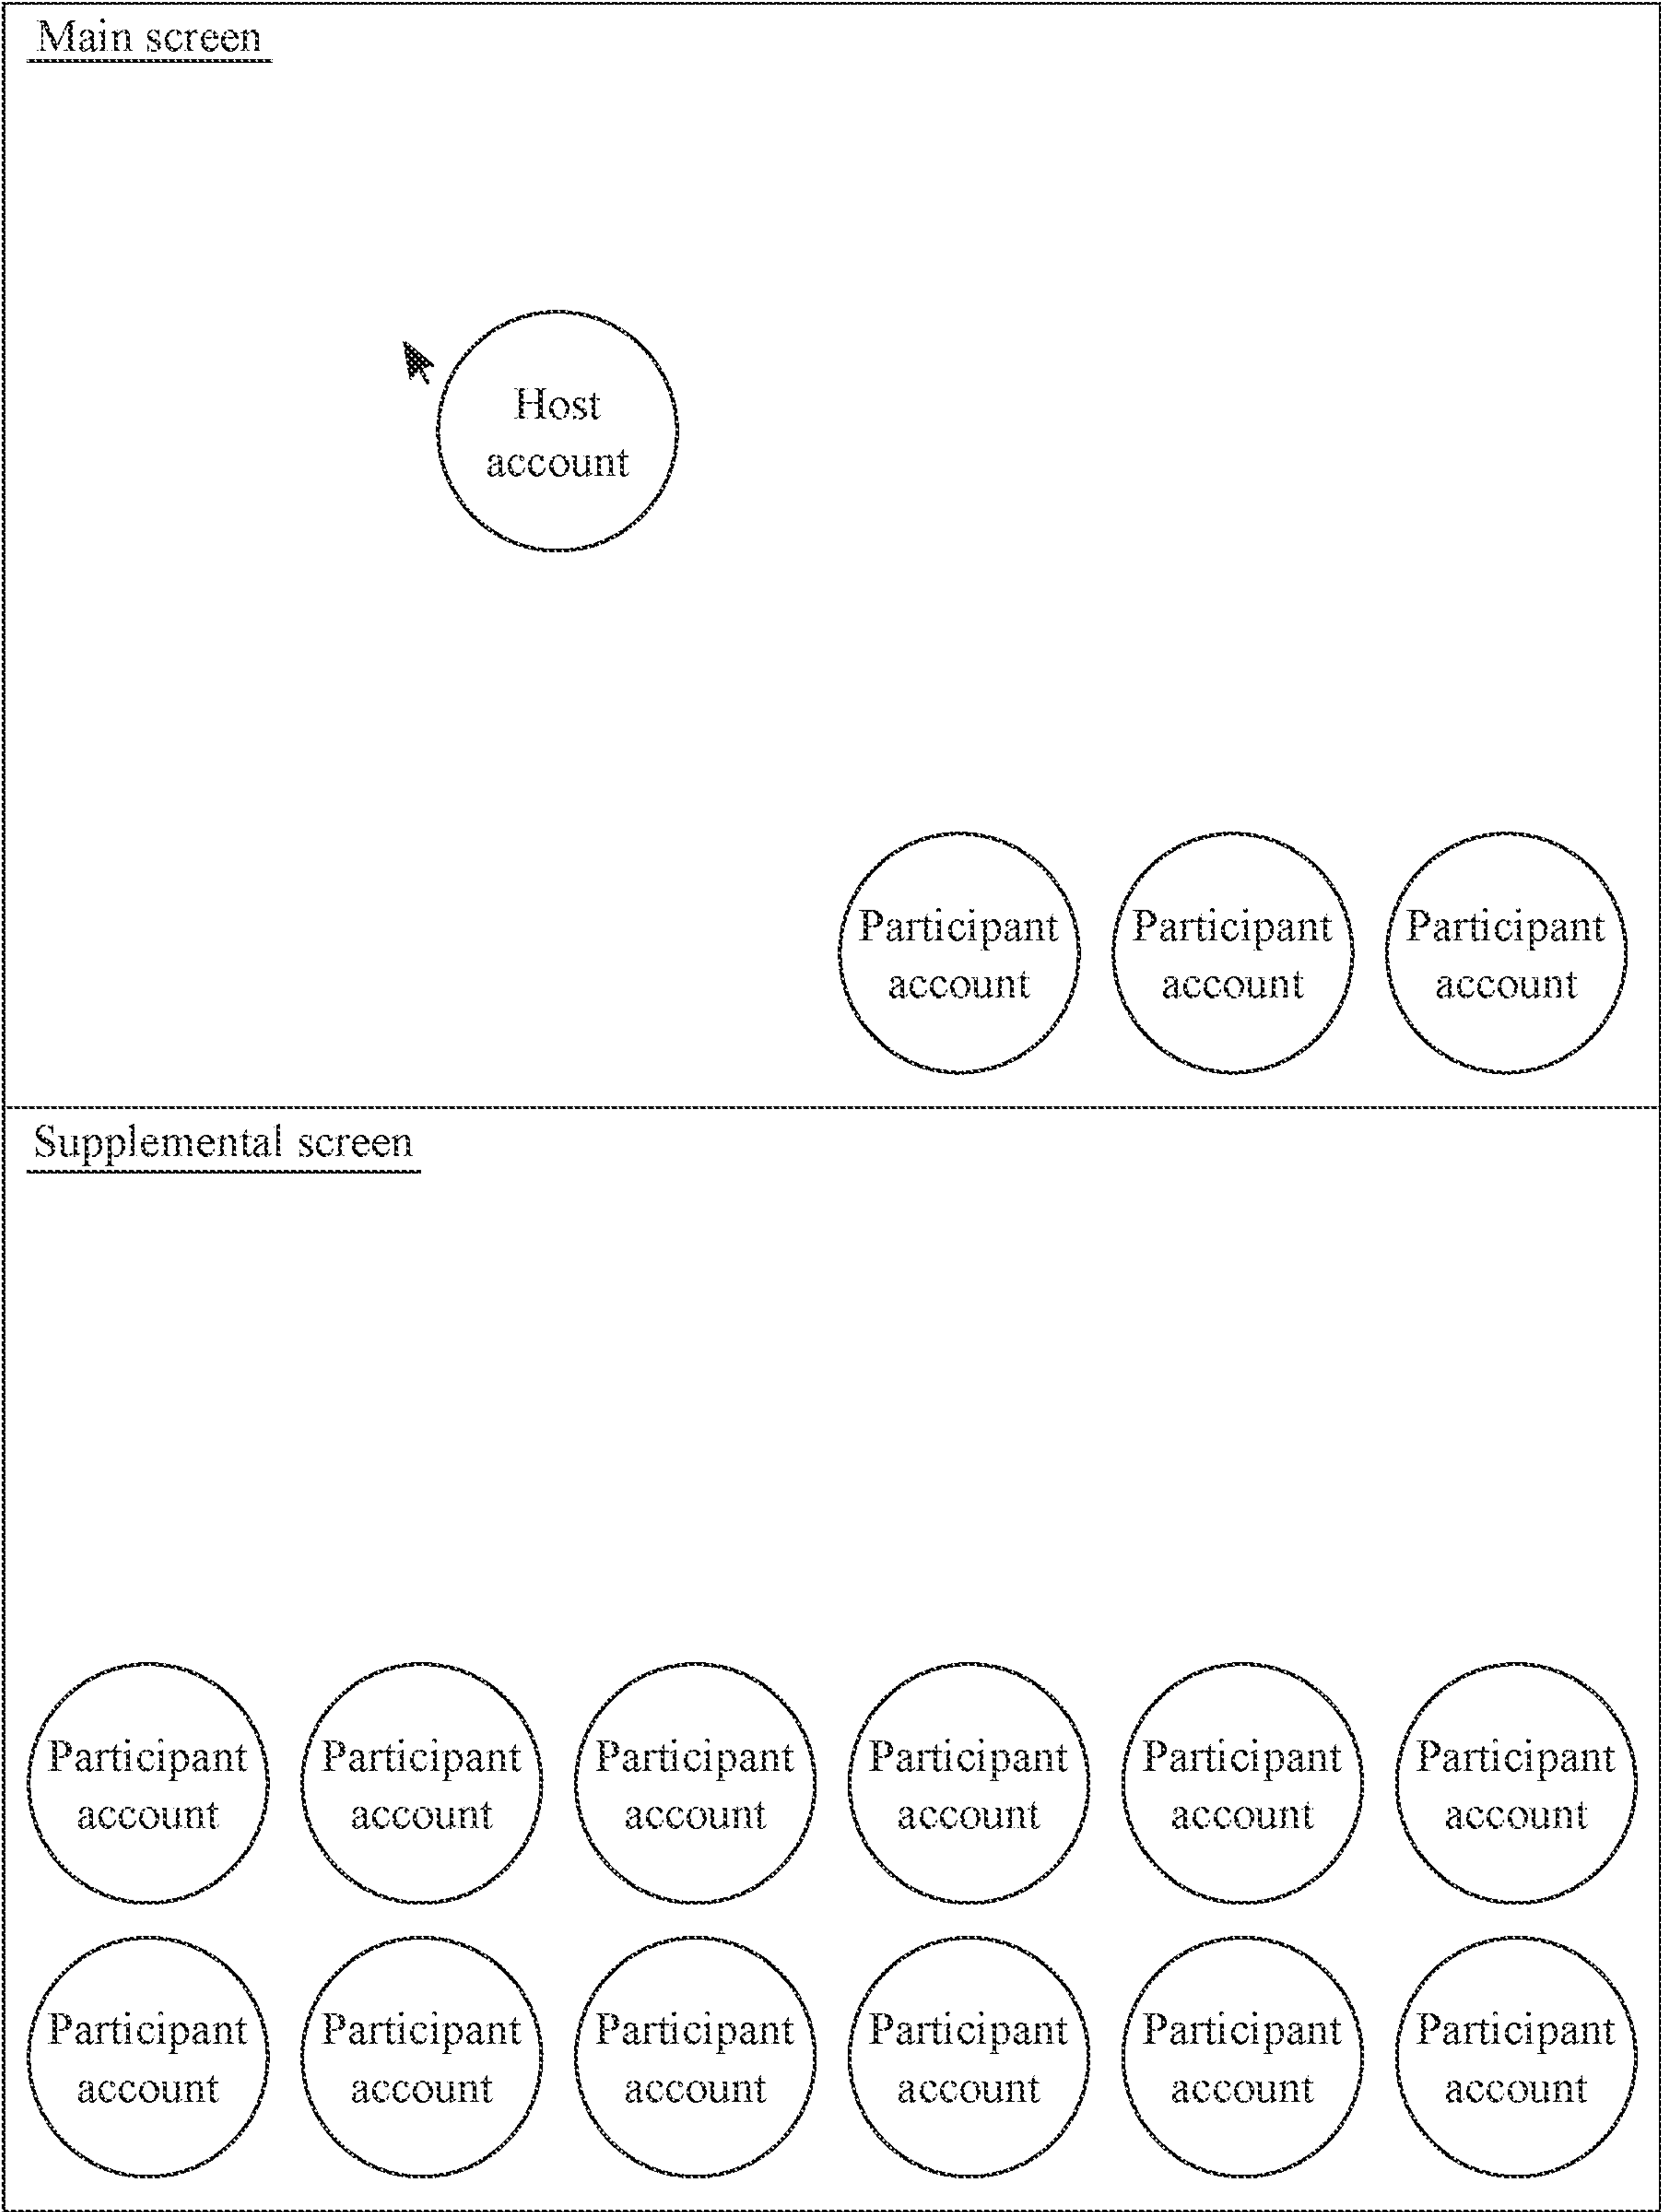 Main screen
Host
account
Participant Participant Participant
account account account
Supplemental screen
Participant Participant Participant Participant Participant Participant
account account account account account account
Participant Participant Participant Participant Participant Participant
account account account account account account